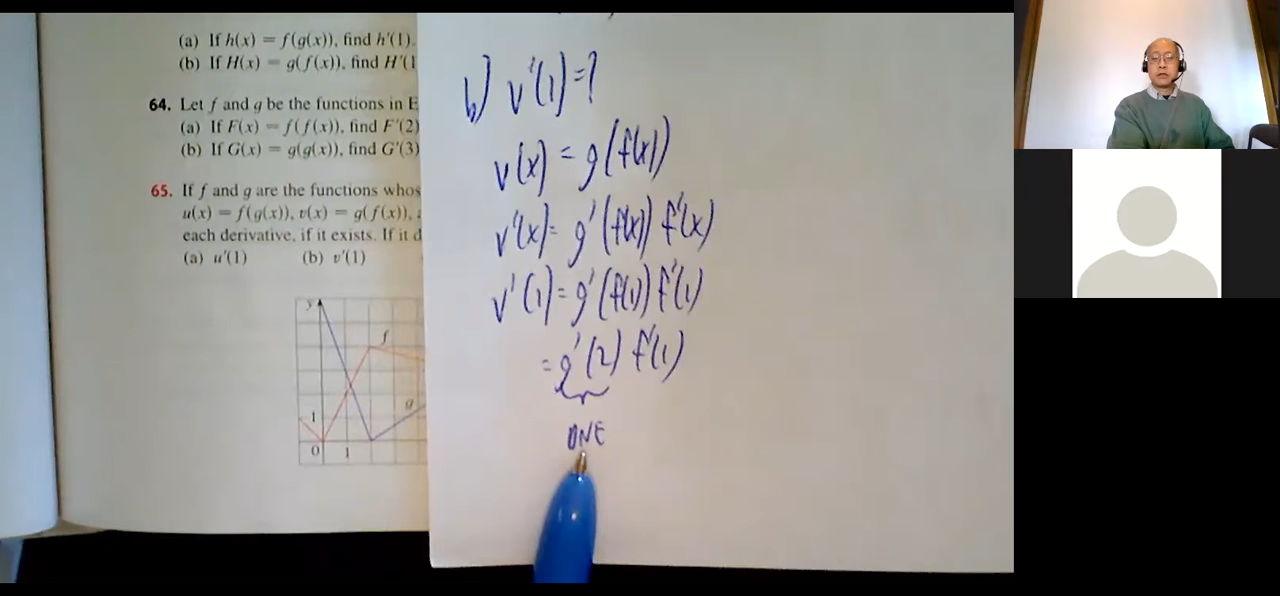 (a) If h(x) = f(g(x)), find h'(1).
(b) If H(x) = g(f(x)), find H'(1
64. Let f and g be the functions in E
(a) If F(x) = f(f(x)), find F'(2)
(b) If G(x) = g(g(x)), find G'(3)
65. If f and g are the functions whos
u(x) = f(g(x)), v(x) = g(f(x)),
each derivative, if it exists. If it d
(a) u'(1) (b) v'(1)
y
f
g
1
0 1
b) v'(1)=?
v(x) = g(f(x))
v'(x)= g'(f(x)) f'(x)
v'(1)= g'(f(1)) f'(1)
= g'(2) f'(1)
DNE